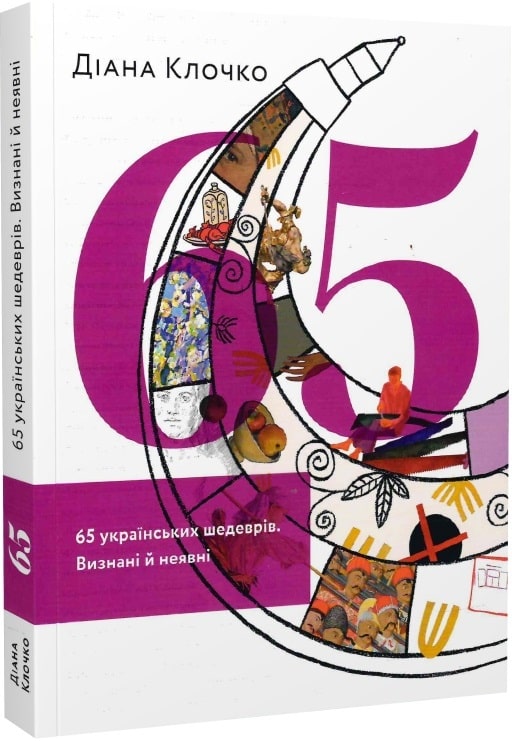 Діана Клочко
65
65 українських шедеврів.
Визнані й неявні
65 українських шедеврів. Визнані й неявні
65
Діана
Клочко